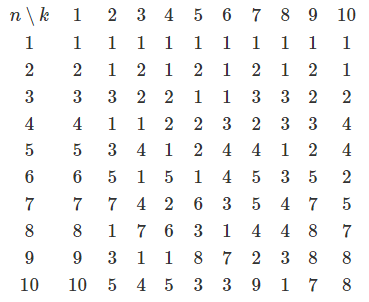 n \ k 1 2 3 4 5 6 7 8 9 10
1 1 1 1 1 1 1 1 1 1 1
2 2 1 2 1 2 1 2 1 2 1
3 3 3 2 2 1 1 3 3 2 2
4 4 1 1 2 2 3 2 3 3 4
5 5 3 4 1 2 4 4 1 2 4
6 6 5 1 5 1 4 5 3 5 2
7 7 7 4 2 6 3 5 4 7 5
8 8 1 7 6 3 1 4 4 8 7
9 9 3 1 1 8 7 2 3 8 8
10 10 5 4 5 3 3 9 1 7 8